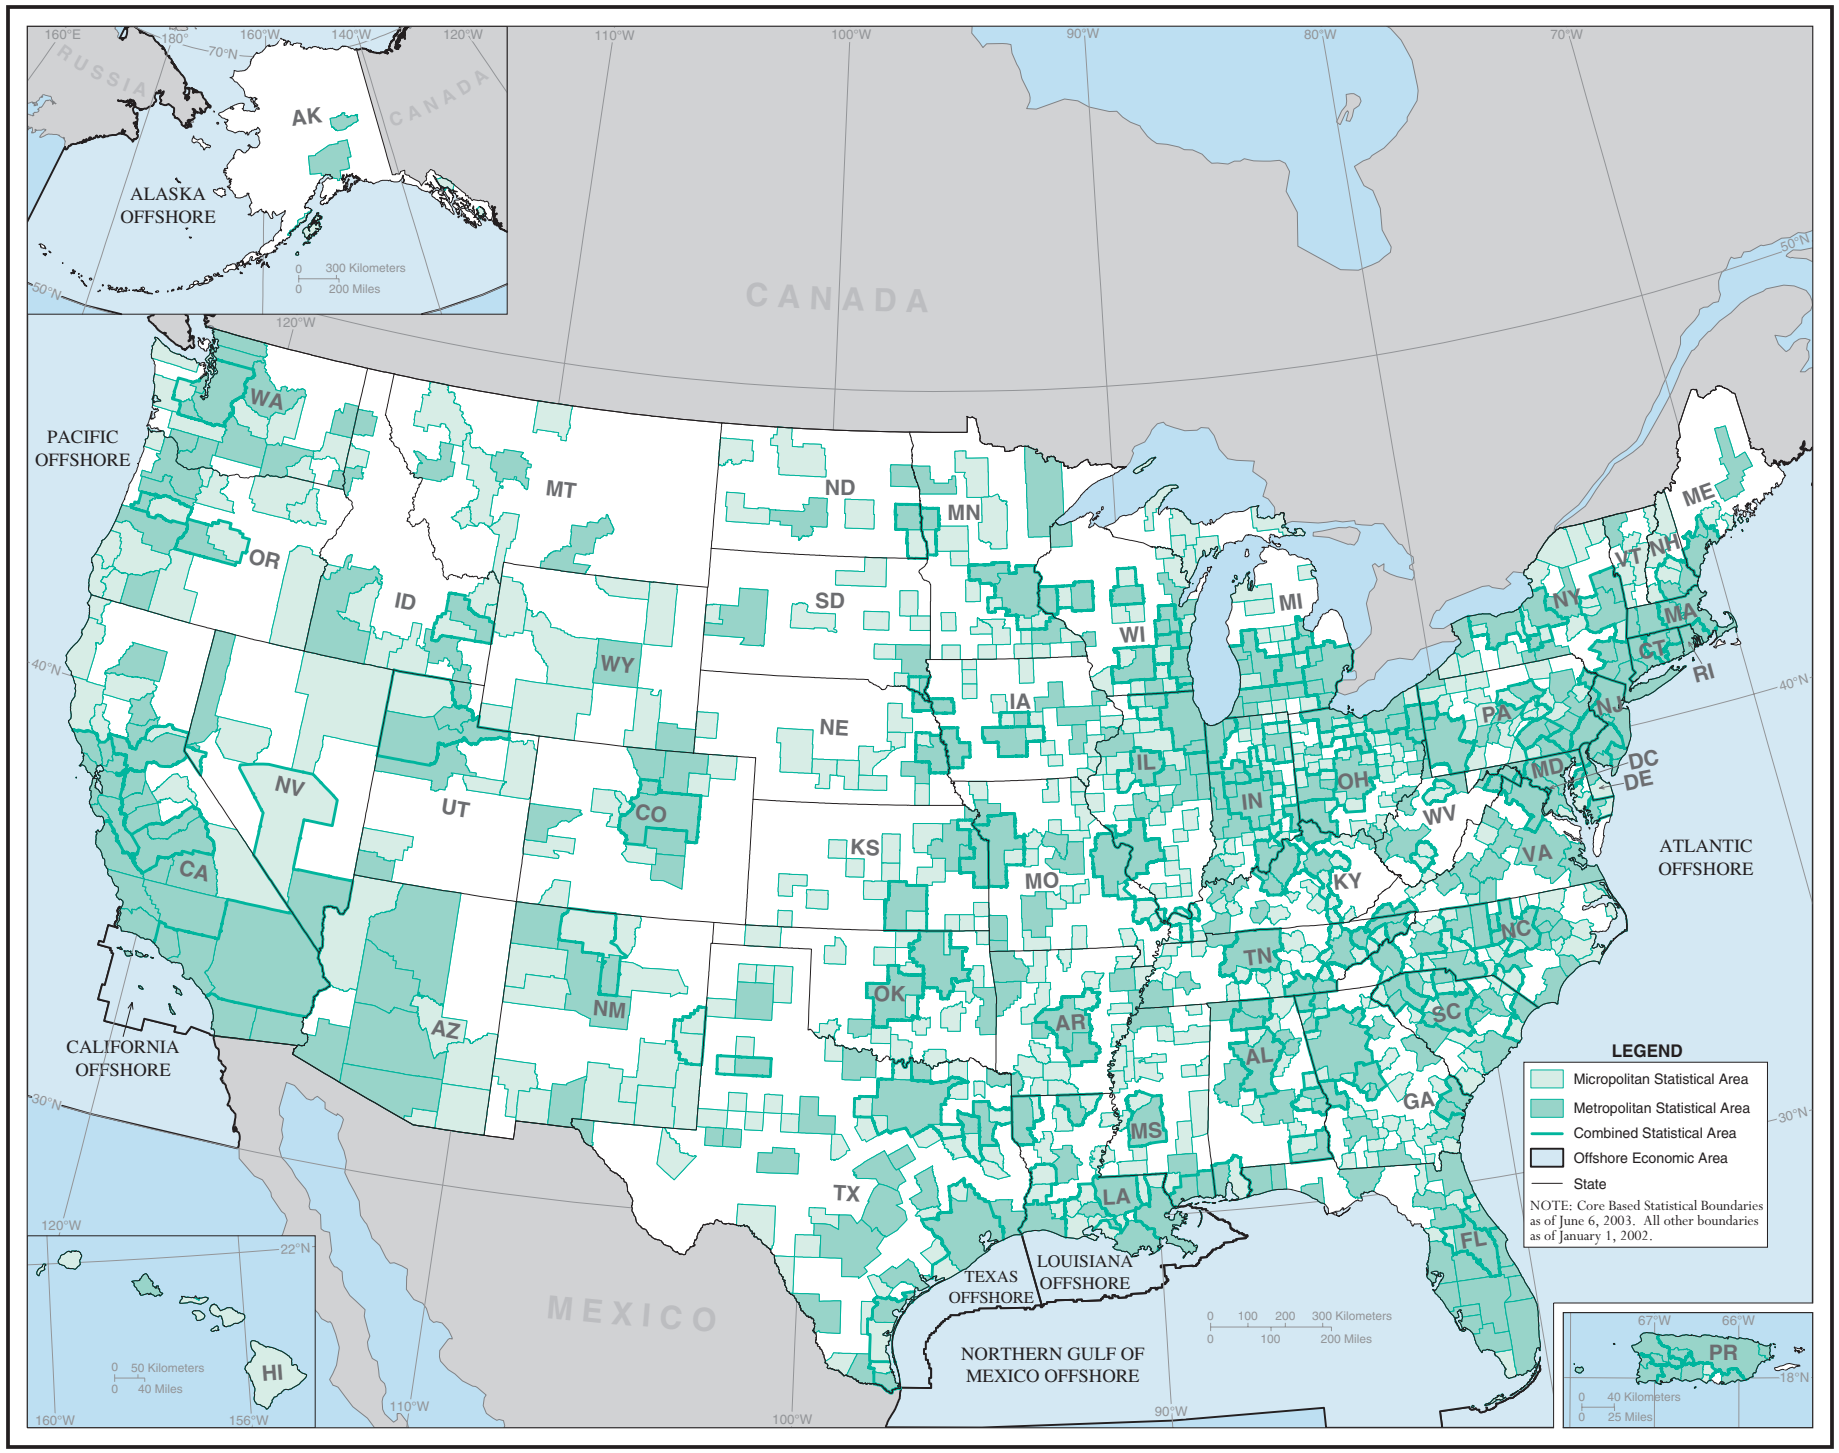 160°E
180°
160°W
140°W
120°W
110°W
100°W
90°W
80°W
70°W
70°N
RUSSIA
CANADA
AK
ALASKA
OFFSHORE
0 300 Kilometers
0 200 Miles
50°N
50°N
120°W
CANADA
WA
PACIFIC
OFFSHORE
MT
ND
MN
ME
OR
ID
SD
WI
MI
VT
NH
NY
MA
CT
RI
40°N
40°N
WY
IA
PA
NJ
NE
NV
UT
CO
IL
IN
OH
MD
DC
DE
WV
VA
CA
KS
MO
KY
ATLANTIC
OFFSHORE
NC
TN
OK
NM
AZ
AR
SC
CALIFORNIA
OFFSHORE
AL
GA
MS
30°N
30°N
LEGEND
Micropolitan Statistical Area
Metropolitan Statistical Area
Combined Statistical Area
Offshore Economic Area
State
NOTE: Core Based Statistical Boundaries
as of June 6, 2003. All other boundaries
as of January 1, 2002.
TX
LA
FL
120°W
22°N
LOUISIANA
OFFSHORE
TEXAS
OFFSHORE
MEXICO
0 100 200 300 Kilometers
0 100 200 Miles
NORTHERN GULF OF
MEXICO OFFSHORE
0 50 Kilometers
0 40 Miles
HI
160°W
156°W
110°W
100°W
90°W
67°W
66°W
PR
18°N
0 40 Kilometers
0 25 Miles